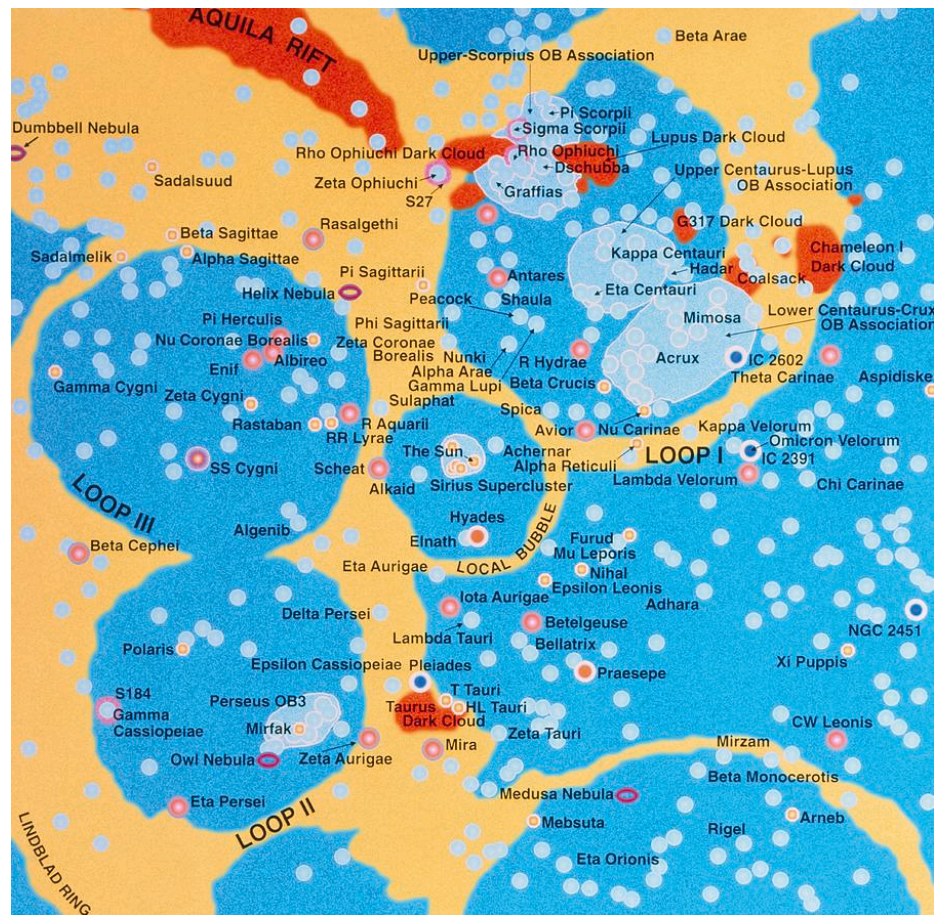 AQUILA RIFT
Beta Arae
Upper-Scorpius OB Association
Pi Scorpii
Sigma Scorpii
Dumbbell Nebula
Lupus Dark Cloud
Rho Ophiuchi Dark Cloud
Rho Ophiuchi
Dschubba
Upper Centaurus-Lupus
OB Association
Sadalsuud
Zeta Ophiuchi
Graffias
S27
Rasalgethi
G317 Dark Cloud
Beta Sagittae
Kappa Centauri
Chameleon I
Dark Cloud
Sadalmelik
Alpha Sagittae
Hadar
Pi Sagittarii
Antares
Coalsack
Helix Nebula
Peacock
Shaula
Eta Centauri
Lower Centaurus-Crux
OB Association
Pi Herculis
Phi Sagittarii
Mimosa
Nu Coronae Borealis
Zeta Coronae
Borealis
Nunki
Acrux
IC 2602
Enif
Albireo
Alpha Arae
R Hydrae
Theta Carinae
Aspidiske
Gamma Cygni
Gamma Lupi
Beta Crucis
Zeta Cygni
Sulaphat
Spica
Rastaban
R Aquarii
Avior
Nu Carinae
Kappa Velorum
RR Lyrae
Omicron Velorum
The Sun
Achernar
LOOP I
IC 2391
SS Cygni
Scheat
Alpha Reticuli
Lambda Velorum
Chi Carinae
Alkaid
Sirius Supercluster
LOOP III
Hyades
Algenib
Elnath
LOCAL BUBBLE
Furud
Beta Cephei
Mu Leporis
Eta Aurigae
Nihal
Epsilon Leonis
Iota Aurigae
Adhara
Delta Persei
Betelgeuse
NGC 2451
Lambda Tauri
Bellatrix
Polaris
Epsilon Cassiopeiae
Pleiades
Xi Puppis
Praesepe
S184
Perseus OB3
T Tauri
Gamma
Cassiopeiae
Taurus
Dark Cloud
HL Tauri
Mirfak
CW Leonis
Zeta Tauri
Mirzam
Owl Nebula
Zeta Aurigae
Mira
Beta Monocerotis
Medusa Nebula
Eta Persei
Mebsuta
Arneb
LOOP II
Rigel
LINDBLAD RING
Eta Orionis